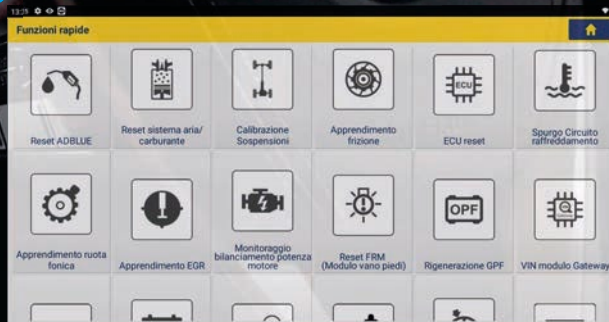 13:25
Funzioni rapide
Reset ADBLUE
Reset sistema aria/
carburante
Calibrazione
Sospensioni
Apprendimento
frizione
ECU
ECU reset
Spurgo Circuito
raffreddamento
Apprendimento ruota
fonica
Apprendimento EGR
Monitoraggio
bilanciamento potenza
motore
Reset FRM
(Modulo vano piedi)
OPF
Rigenerazione GPF
VIN modulo Gateway